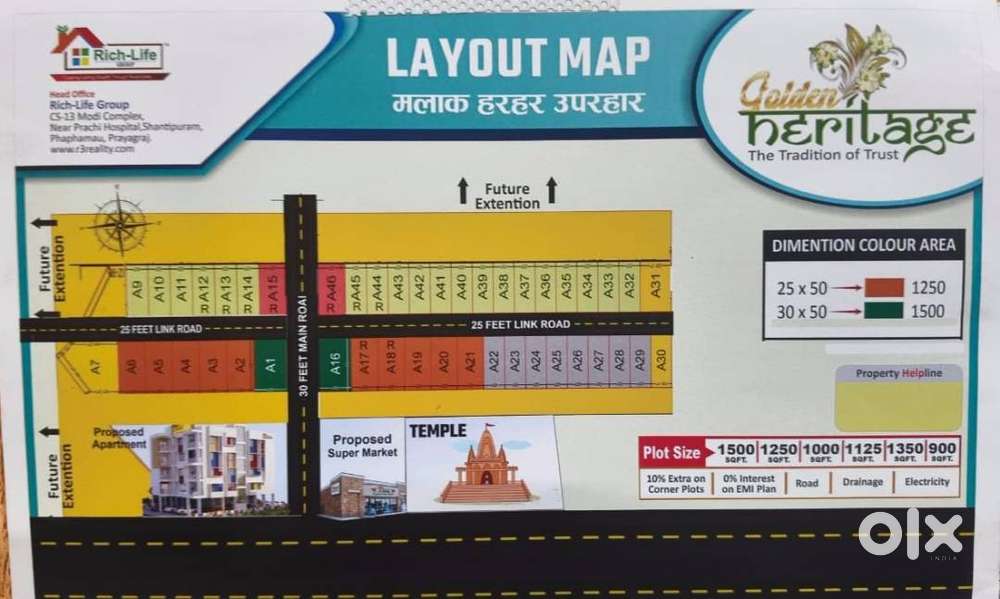 Rich-Life
GROUP
Head Office
Rich-Life Group
CS-13 Modi Complex,
Near Prachi Hospital,Shantipuram,
Phaphamau, Prayagraj.
www.r3reality.com
LAYOUT MAP
मलाक हरहर उपरहार
Golden
heritage
The Tradition of Trust
Future
Extention
Future
Extention
DIMENTION COLOUR AREA
25 x 50 1250
30 x 50 1500
A9 A10 A11 R A12 R A13 R A14 R A15 R A46 R A45 R A44 A43 A42 A41 A40 A39 A38 A37 A36 A35 A34 A33 A32 A31
25 FEET LINK ROAD
30 FEET MAIN ROAD
25 FEET LINK ROAD
A7 A6 A5 A4 A3 A2 A1 A16 A17 R A18 R A19 A20 A21 A22 A23 A24 A25 A26 A27 A28 A29 A30
Property Helpline
Future
Extention
Proposed
Apartment
Proposed
Super Market
TEMPLE
Plot Size 1500 SQFT. 1250 SQFT. 1000 SQFT. 1125 SQFT. 1350 SQFT. 900 SQFT.
10% Extra on
Corner Plots
0% Interest
on EMI Plan
Road
Drainage
Electricity
olx
INDIA